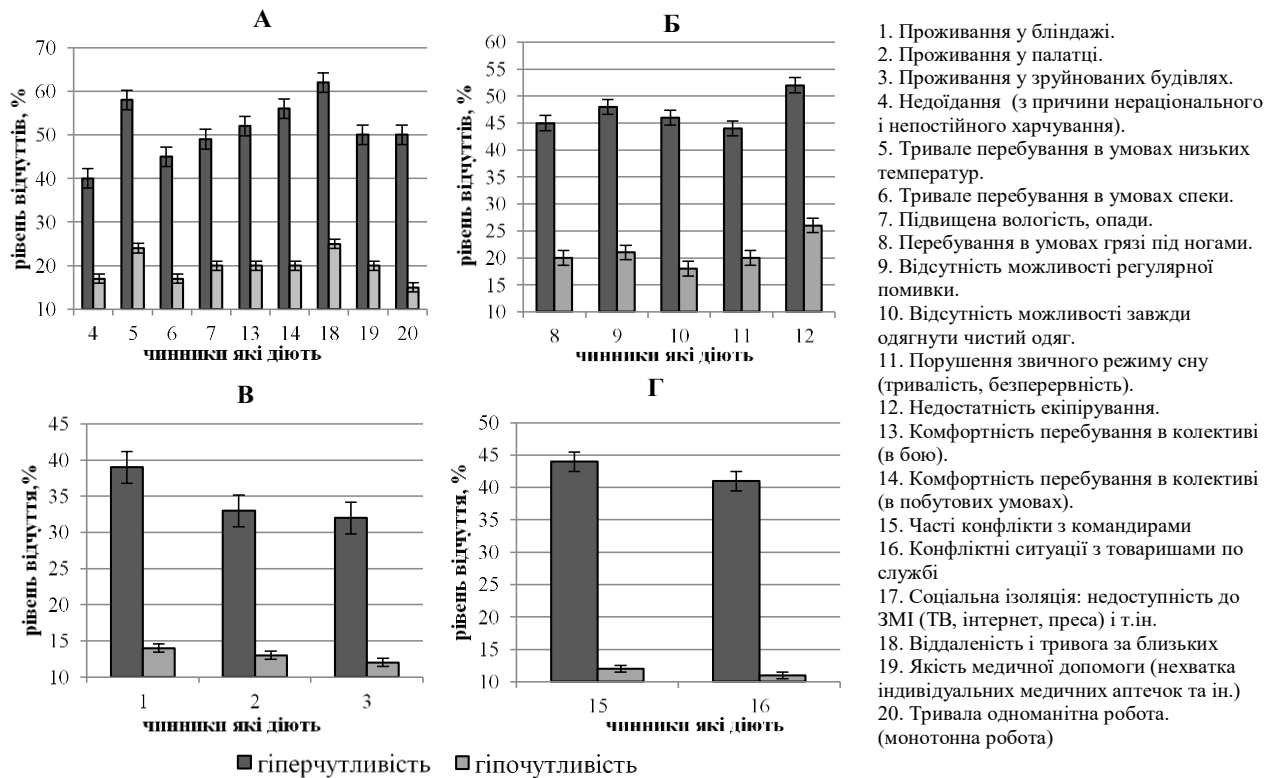 А
рівень відчуттів, %
70
60
50
40
30
20
10
4 5 6 7 13 14 18 19 20
чинники які діють
Б
рівень відчуттів, %
60
55
50
45
40
35
30
25
20
15
10
8 9 10 11 12
чинники які діють
В
рівень відчуття,%
45
40
35
30
25
20
15
10
1 2 3
чинники які діють
Г
рівень відчуття, %
50
45
40
35
30
25
20
15
10
15 16
чинники які діють
гіперчутливість гіпочутливість
1. Проживання у бліндажі.
2. Проживання у палатці.
3. Проживання у зруйнованих будівлях.
4. Недоїдання (з причини нераціонального
і непостійного харчування).
5. Тривале перебування в умовах низьких
температур.
6. Тривале перебування в умовах спеки.
7. Підвищена вологість, опади.
8. Перебування в умовах грязі під ногами.
9. Відсутність можливості регулярної
помивки.
10. Відсутність можливості завжди
одягнути чистий одяг.
11. Порушення звичного режиму сну
(тривалість, безперервність).
12. Недостатність екіпірування.
13. Комфортність перебування в колективі
(в бою).
14. Комфортність перебування в колективі
(в побутових умовах).
15. Часті конфлікти з командирами
16. Конфліктні ситуації з товаришами по
службі
17. Соціальна ізоляція: недоступність до
ЗМІ (ТВ, інтернет, преса) і т.ін.
18. Віддаленість і тривога за близьких
19. Якість медичної допомоги (нехватка
індивідуальних медичних аптечок та ін.)
20. Тривала одноманітна робота.
(монотонна робота)